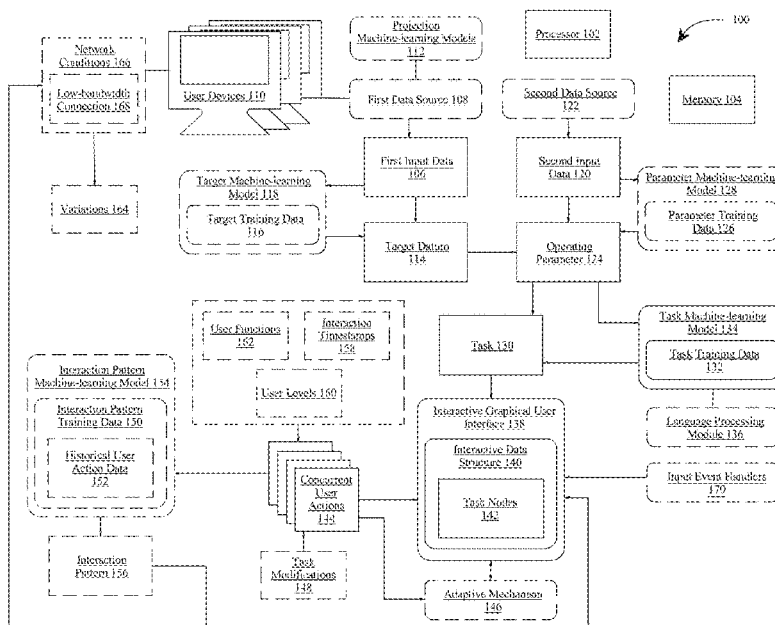 100
Network
Conditions 166
Low-bandwidth
Connection 168
User Devices 110
Projection
Machine-learning Models
112
Processor 102
First Data Source 108
Second Data Source
122
Memory 104
Variations 164
Target Machine-learning
Model 118
Target Training Data
116
First Input Data
106
Second Input
Data 120
Parameter Machine-learning
Model 128
Parameter Training
Data 126
Target Datum
114
Operating
Parameter 124
User Functions
162
Interaction
Timestamps
158
User Levels 160
Task 130
Task Machine-learning
Model 134
Task Training Data
132
Language Processing
Module 136
Interaction Pattern
Machine-learning Model 154
Interaction Pattern
Training Data 150
Historical User
Action Data
152
Interaction
Pattern 156
Concurrent
User
Actions
144
Task
Modifications
148
Interactive Graphical User
Interface 138
Interactive Data
Structure 140
Task Nodes
142
Input Event Handlers
170
Adaptive Mechanism
146